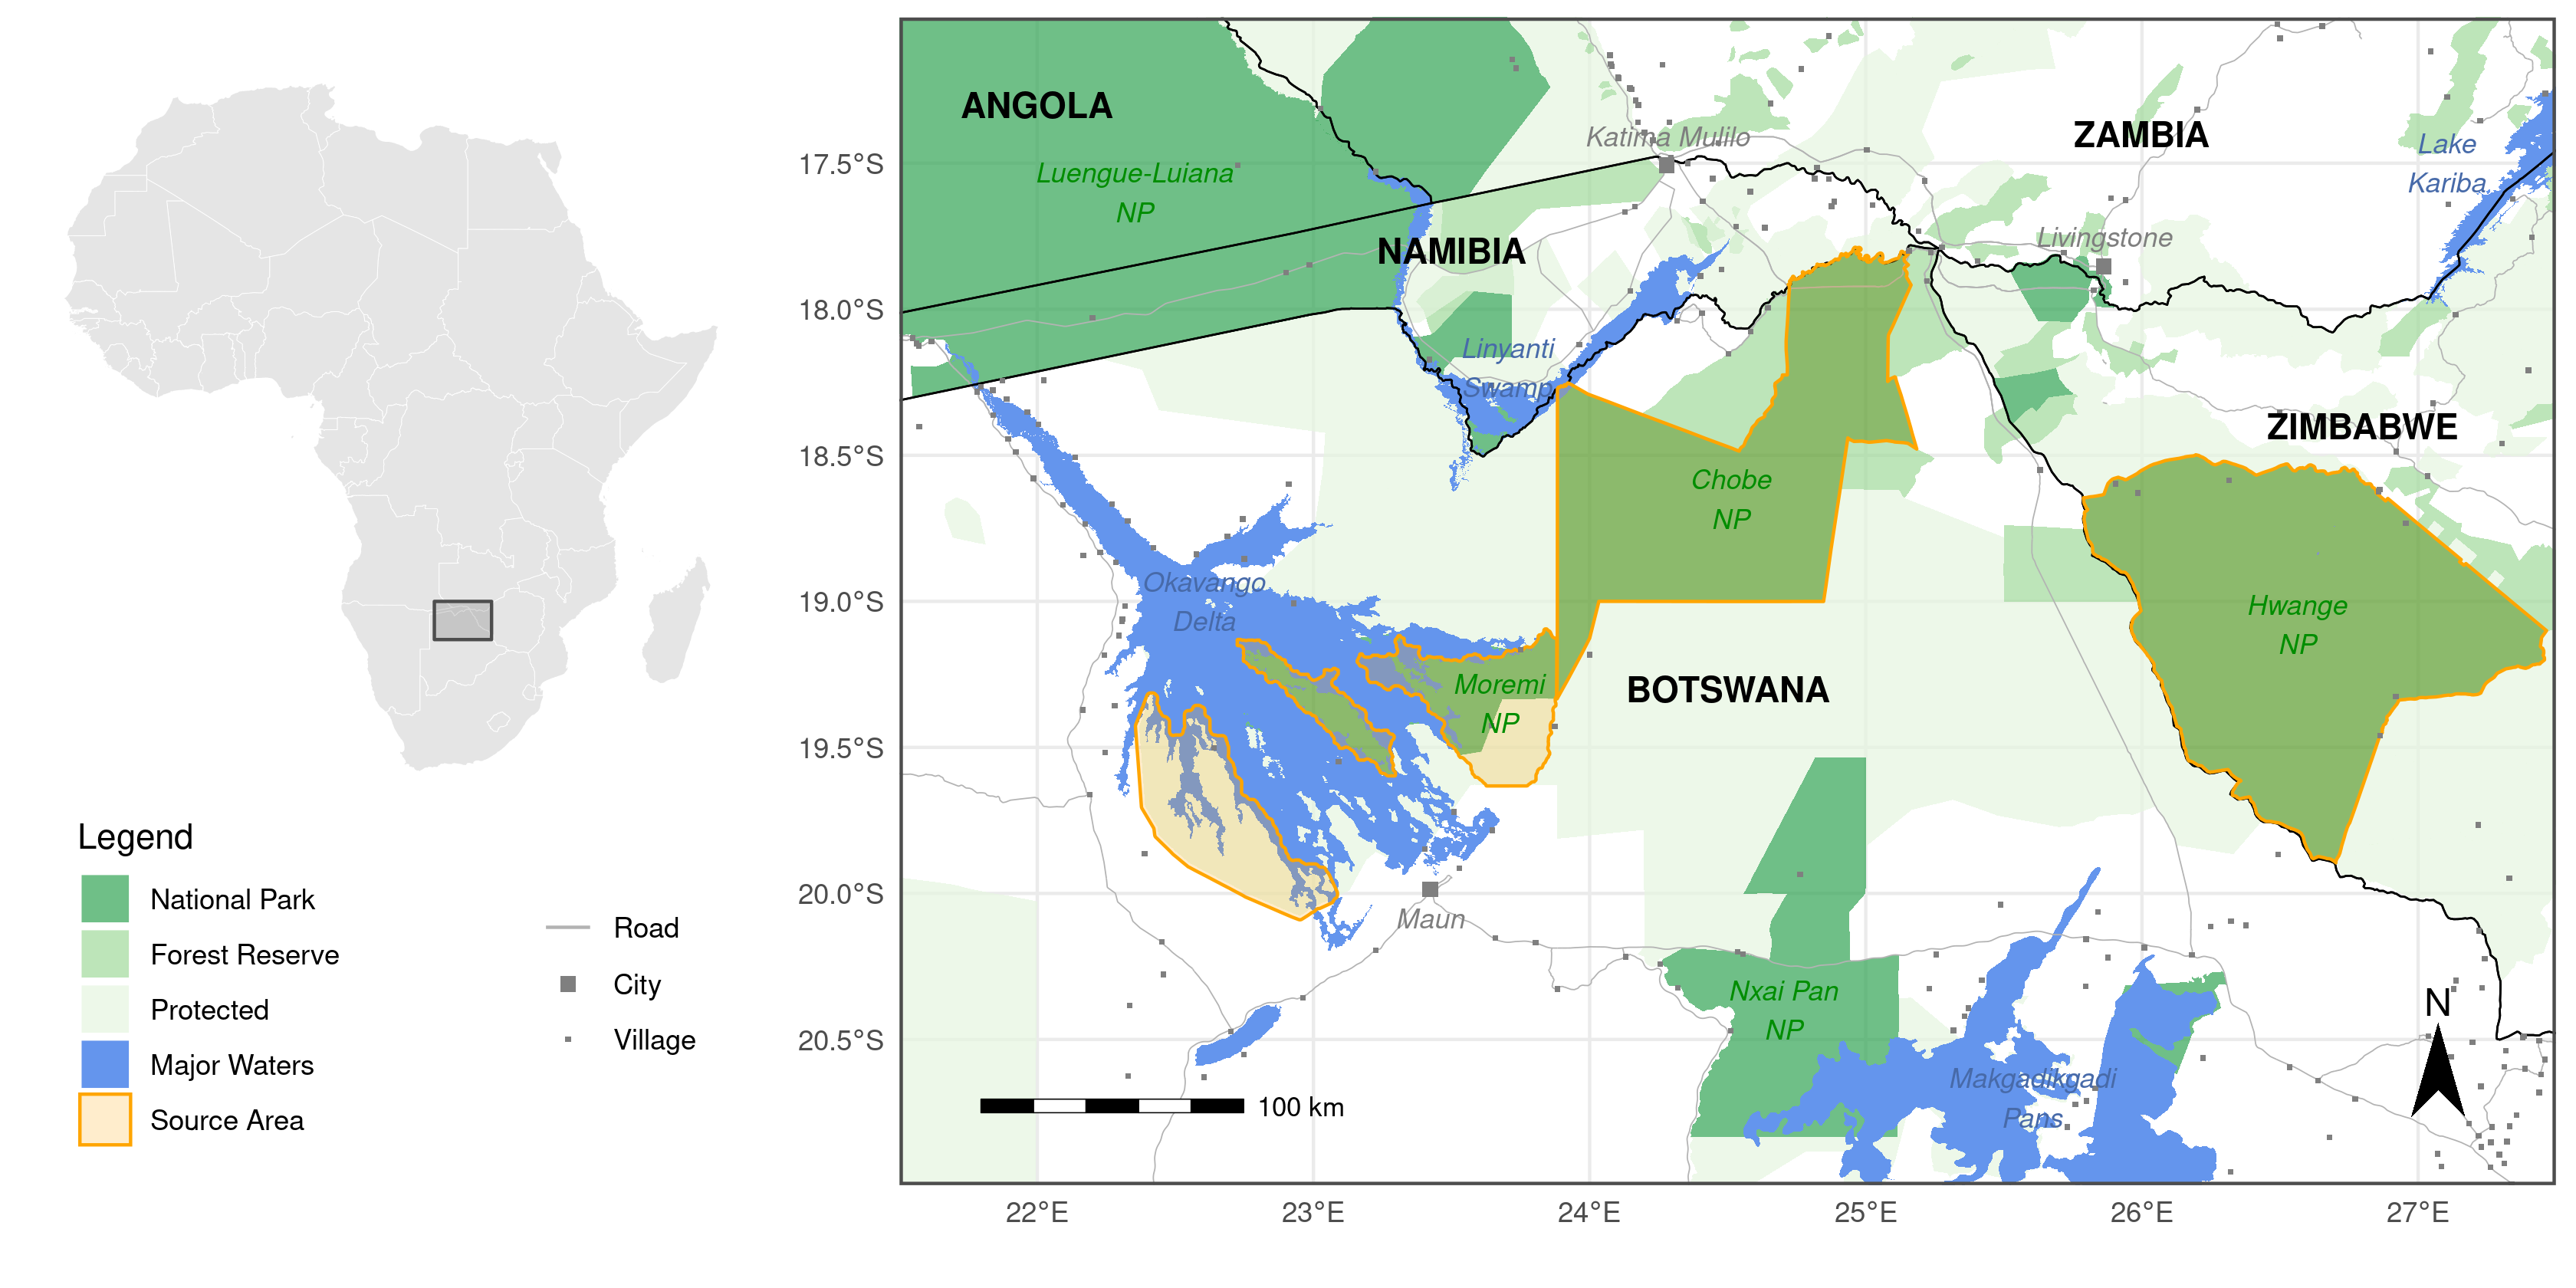 ANGOLA
Luengue-Luiana
NP
NAMIBIA
Katima Mulilo
ZAMBIA
Lake
Kariba
Livingstone
Linyanti
Swamp
ZIMBABWE
Chobe
NP
Okavango
Delta
Hwange
NP
Moremi
NP
BOTSWANA
Maun
Nxai Pan
NP
Makgadikgadi
Pans
N
100 km
17.5°S
18.0°S
18.5°S
19.0°S
19.5°S
20.0°S
20.5°S
22°E
23°E
24°E
25°E
26°E
27°E
Legend
National Park
Forest Reserve
Protected
Major Waters
Source Area
Road
City
Village